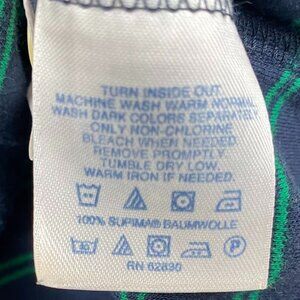 TURN INSIDE OUT
MACHINE WASH WARM NORMAL
WASH DARK COLORS SEPARATELY
ONLY NON-CHLORINE
BLEACH WHEN NEEDED
REMOVE PROMPTLY.
TUMBLE DRY LOW.
WARM IRON IF NEEDED.
100% SUPIMA® BAUMWOLLE
P
RN 62830